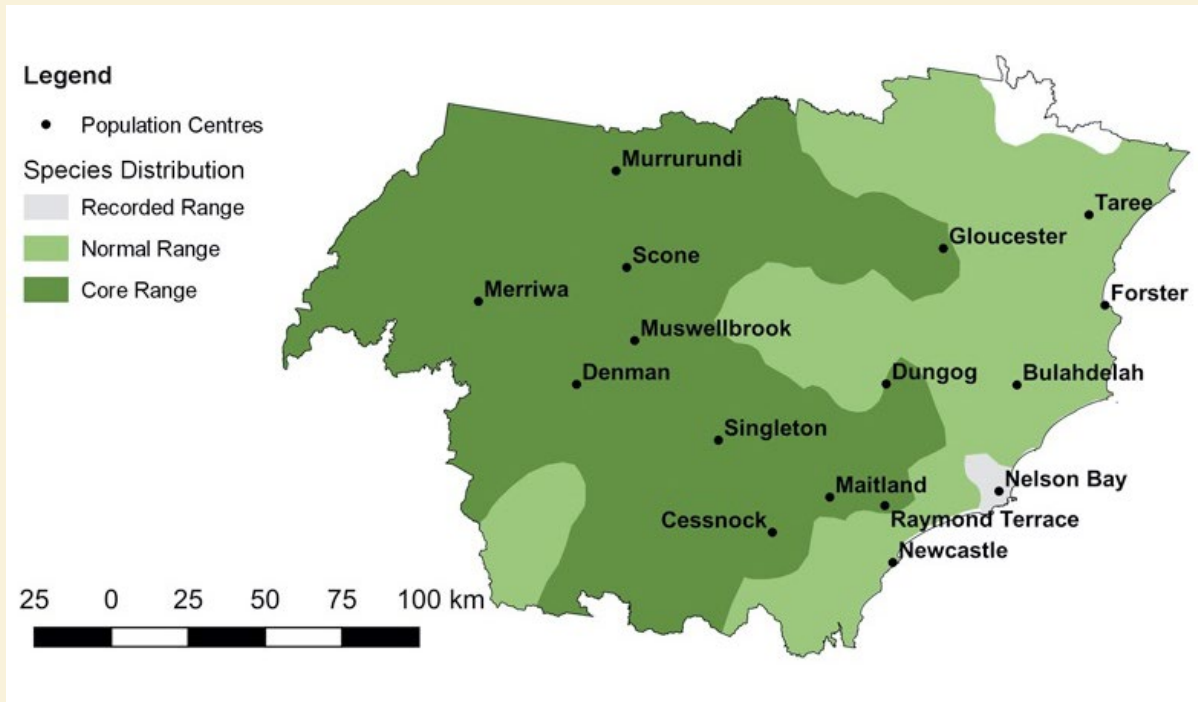 Legend
Population Centres
Species Distribution
Recorded Range
Normal Range
Core Range
Murrurundi
Taree
Gloucester
Scone
Merriwa
Forster
Muswellbrook
Denman
Dungog
Bulahdelah
Singleton
Nelson Bay
Maitland
Raymond Terrace
Cessnock
Newcastle
25 0 25 50 75 100 km